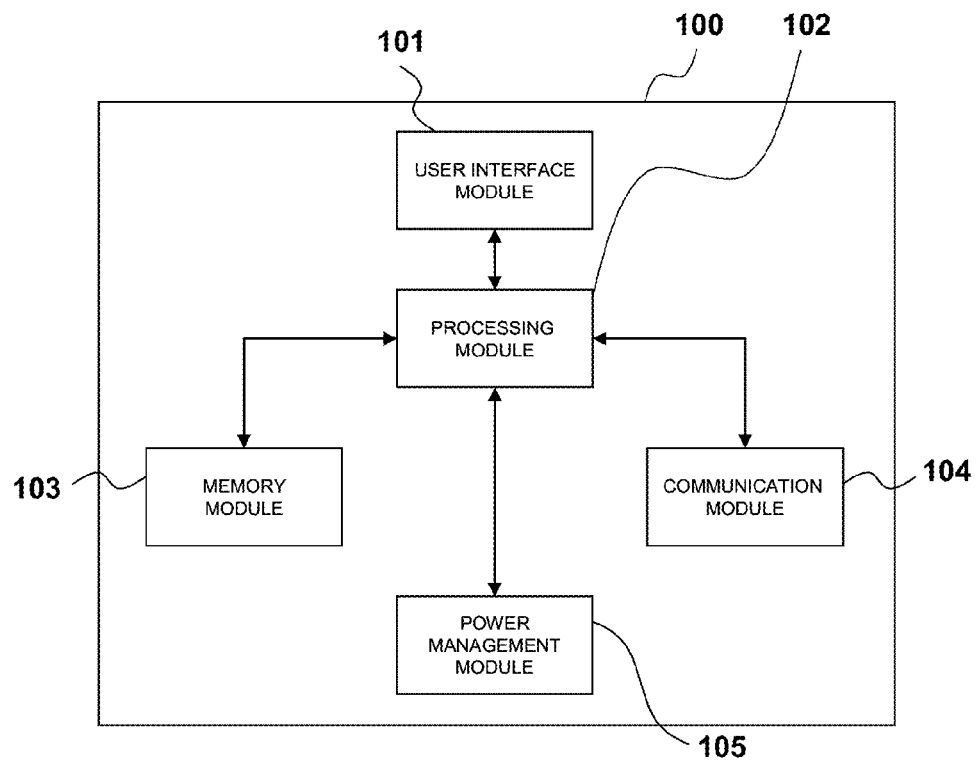 100
102
101
USER INTERFACE
MODULE
PROCESSING
MODULE
103
MEMORY
MODULE
COMMUNICATION
MODULE
104
POWER
MANAGEMENT
MODULE
105